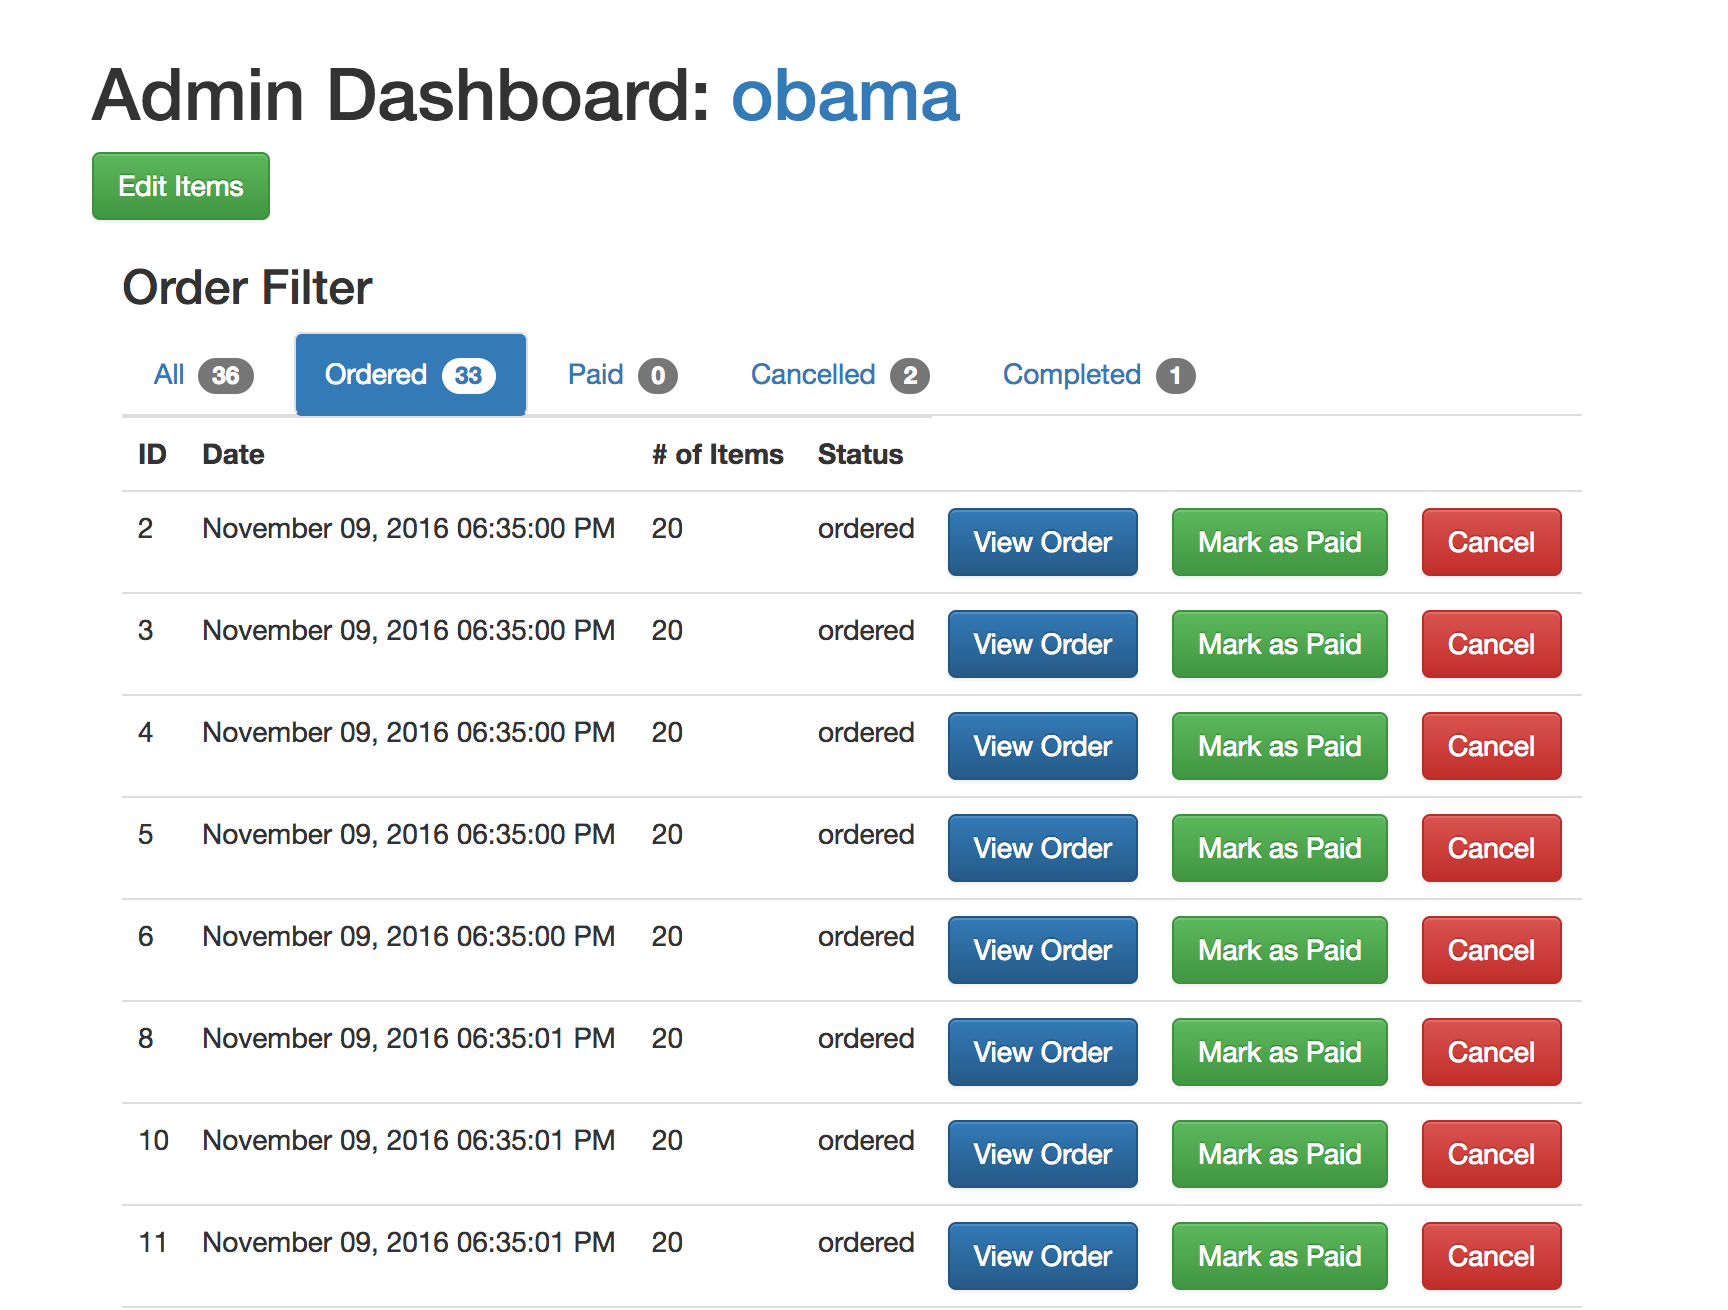 Admin Dashboard: obama
Edit Items
Order Filter
All 36 Ordered 33 Paid 0 Cancelled 2 Completed 1
ID Date # of Items Status
2 November 09, 2016 06:35:00 PM 20 ordered View Order Mark as Paid Cancel
3 November 09, 2016 06:35:00 PM 20 ordered View Order Mark as Paid Cancel
4 November 09, 2016 06:35:00 PM 20 ordered View Order Mark as Paid Cancel
5 November 09, 2016 06:35:00 PM 20 ordered View Order Mark as Paid Cancel
6 November 09, 2016 06:35:00 PM 20 ordered View Order Mark as Paid Cancel
8 November 09, 2016 06:35:01 PM 20 ordered View Order Mark as Paid Cancel
10 November 09, 2016 06:35:01 PM 20 ordered View Order Mark as Paid Cancel
11 November 09, 2016 06:35:01 PM 20 ordered View Order Mark as Paid Cancel